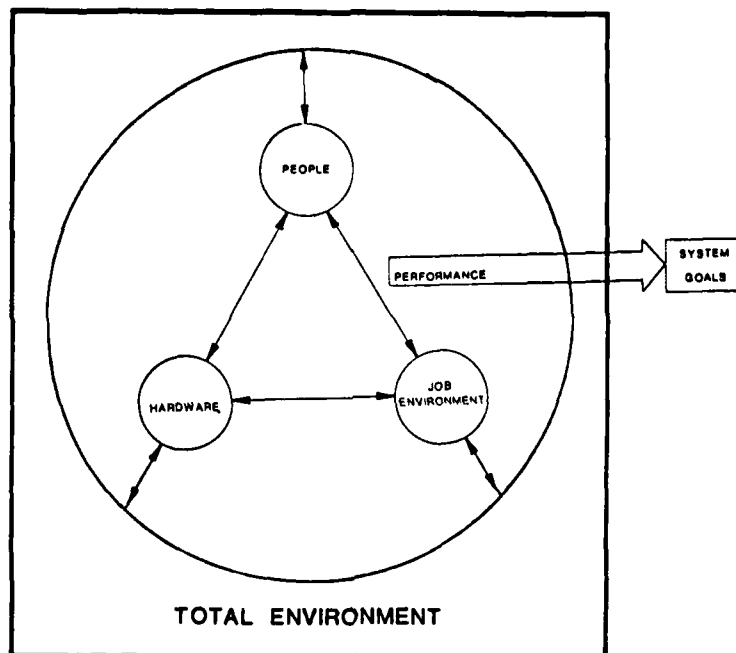 PEOPLE
PERFORMANCE
SYSTEM
GOALS
HARDWARE
JOB
ENVIRONMENT
TOTAL ENVIRONMENT